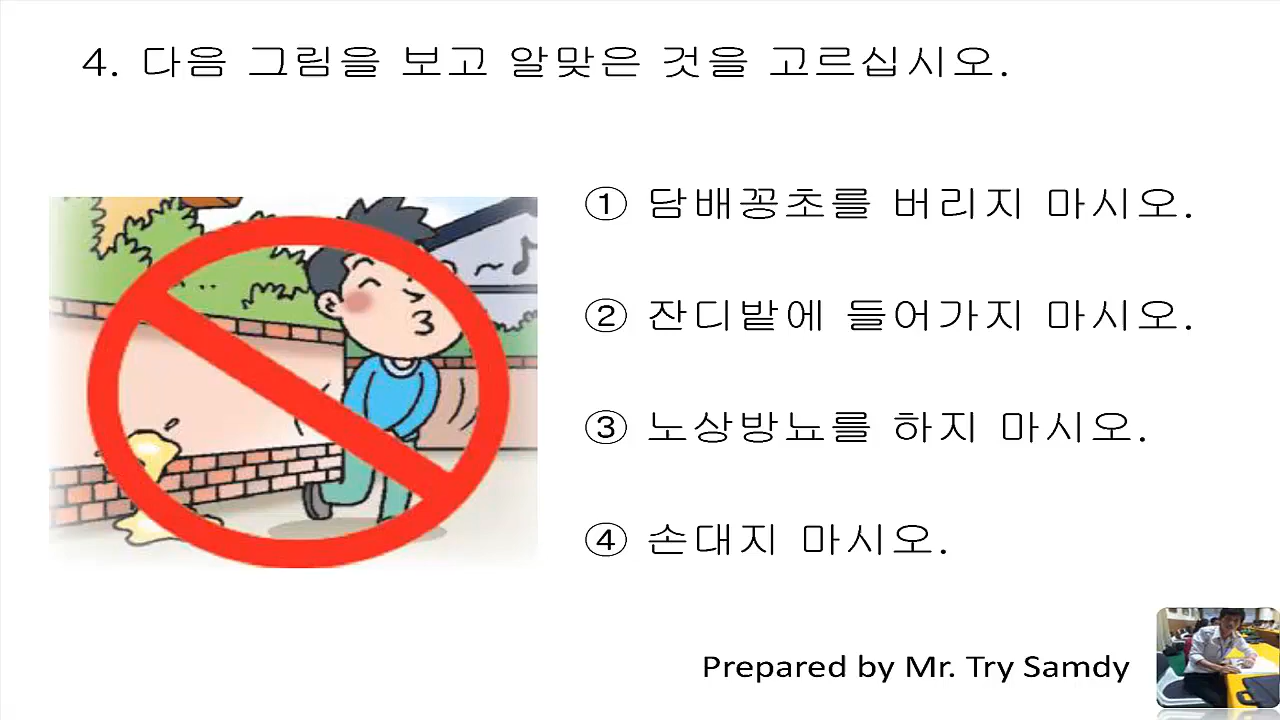 4. 다음 그림을 보고 알맞은 것을 고르십시오.
① 담배꽁초를 버리지 마시오.
② 잔디밭에 들어가지 마시오.
③ 노상방뇨를 하지 마시오.
④ 손대지 마시오.
Prepared by Mr. Try Samdy